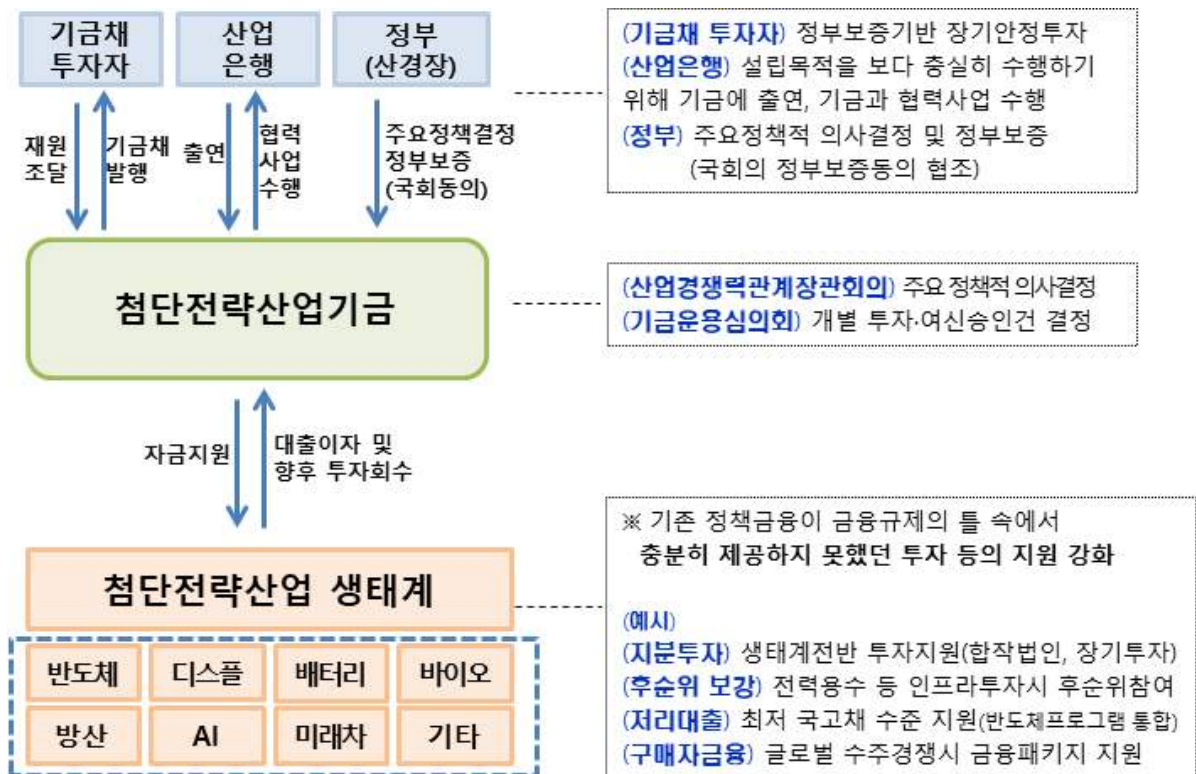 기금채
투자자
산업
은행
정부
(산경장)
(기금채 투자자) 정부보증기반 장기안정투자
(산업은행) 설립목적을 보다 충실히 수행하기
위해 기금에 출연, 기금과 협력사업 수행
(정부) 주요정책적 의사결정 및 정부보증
(국회의 정부보증동의 협조)
재원
조달
기금채
발행
출연
협력
사업
수행
주요정책결정
정부보증
(국회동의)
첨단전략산업기금
(산업경쟁력관계장관회의) 주요 정책적 의사결정
(기금운용심의회) 개별 투자·여신승인건 결정
자금지원
대출이자 및
향후 투자회수
첨단전략산업 생태계
반도체
디스플
배터리
바이오
방산
AI
미래차
기타
※ 기존 정책금융이 금융규제의 틀 속에서
충분히 제공하지 못했던 투자 등의 지원 강화
(예시)
(지분투자) 생태계전반 투자지원(합작법인, 장기투자)
(후순위 보강) 전력용수 등 인프라투자시 후순위참여
(저리대출) 최저 국고채 수준 지원(반도체프로그램 통합)
(구매자금융) 글로벌 수주경쟁시 금융패키지 지원